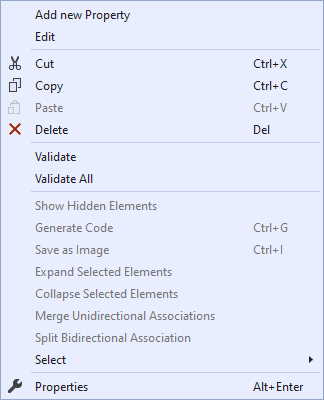 Add new Property
Edit
Cut Ctrl+X
Copy Ctrl+C
Paste Ctrl+V
Delete Del
Validate
Validate All
Show Hidden Elements
Generate Code Ctrl+G
Save as Image Ctrl+I
Expand Selected Elements
Collapse Selected Elements
Merge Unidirectional Associations
Split Bidirectional Association
Select
Properties Alt+Enter